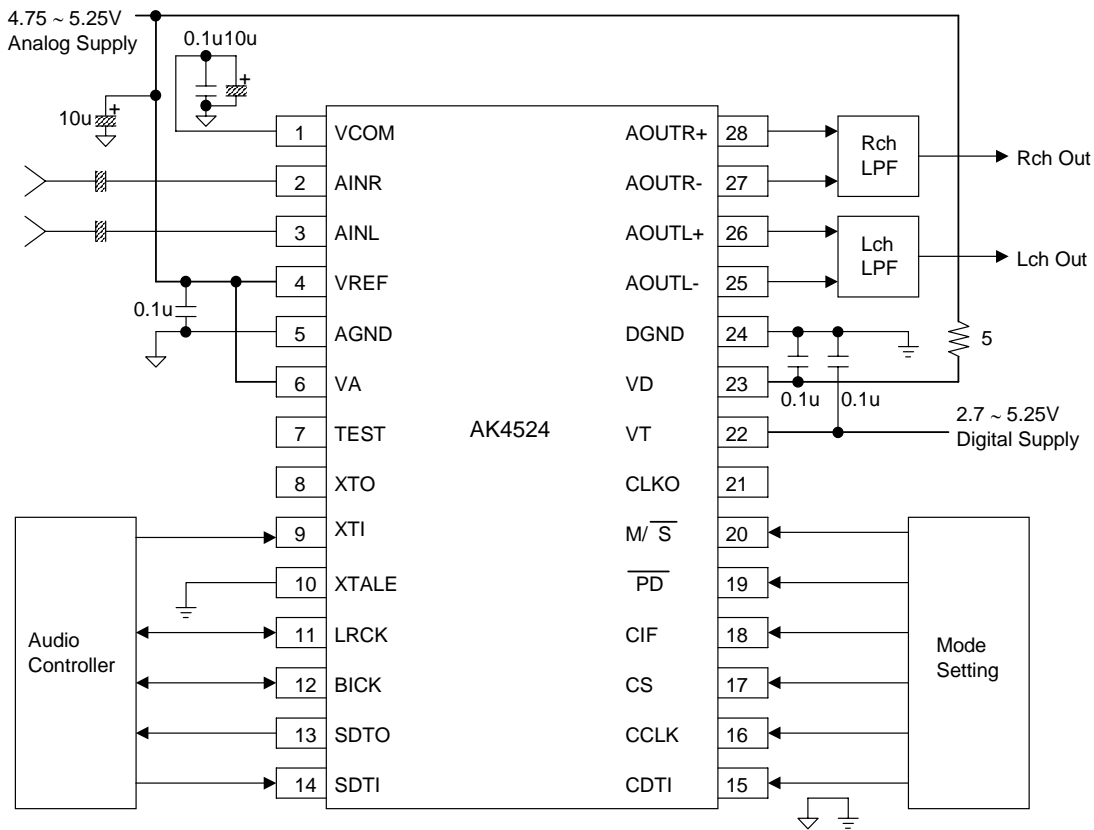 4.75 ~ 5.25V
Analog Supply
0.1u10u
+
+
10u
1 VCOM
2 AINR
3 AINL
4 VREF
0.1u
5 AGND
6 VA
7 TEST
8 XTO
9 XTI
10 XTALE
11 LRCK
12 BICK
13 SDTO
14 SDTI
Audio
Controller
AK4524
AOUTR+ 28
AOUTR- 27
AOUTL+ 26
AOUTL- 25
DGND 24
VD 23
VT 22
CLKO 21
M/S 20
PD 19
CIF 18
CS 17
CCLK 16
CDTI 15
Rch
LPF
Rch Out
Lch
LPF
Lch Out
5
0.1u 0.1u
2.7 ~ 5.25V
Digital Supply
Mode
Setting